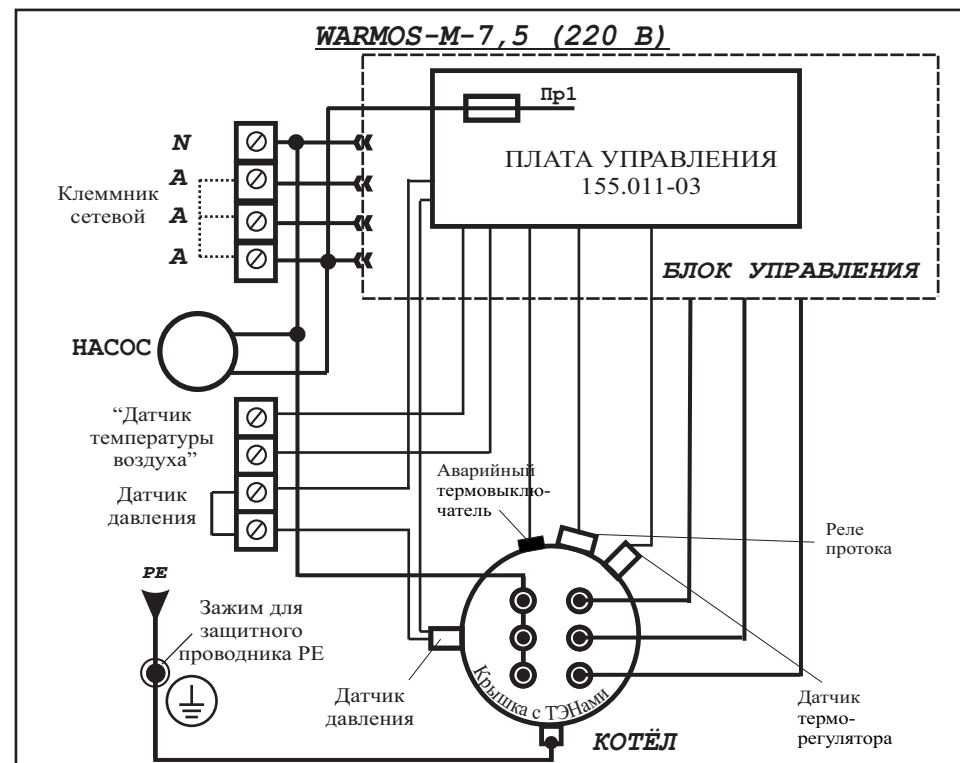 WARMOS-M-7,5 (220 В)
Пр1
ПЛАТА УПРАВЛЕНИЯ
155.011-03
N
A
A
A
Клеммник
сетевой
БЛОК УПРАВЛЕНИЯ
НАСОС
“Датчик
температуры
воздуха”
Датчик
давления
Аварийный
термовыклю-
чатель
Реле
протока
PE
Зажим для
защитного
проводника PE
Датчик
давления
Крышка с ТЭНами
КОТЁЛ
Датчик
термо-
регулятора